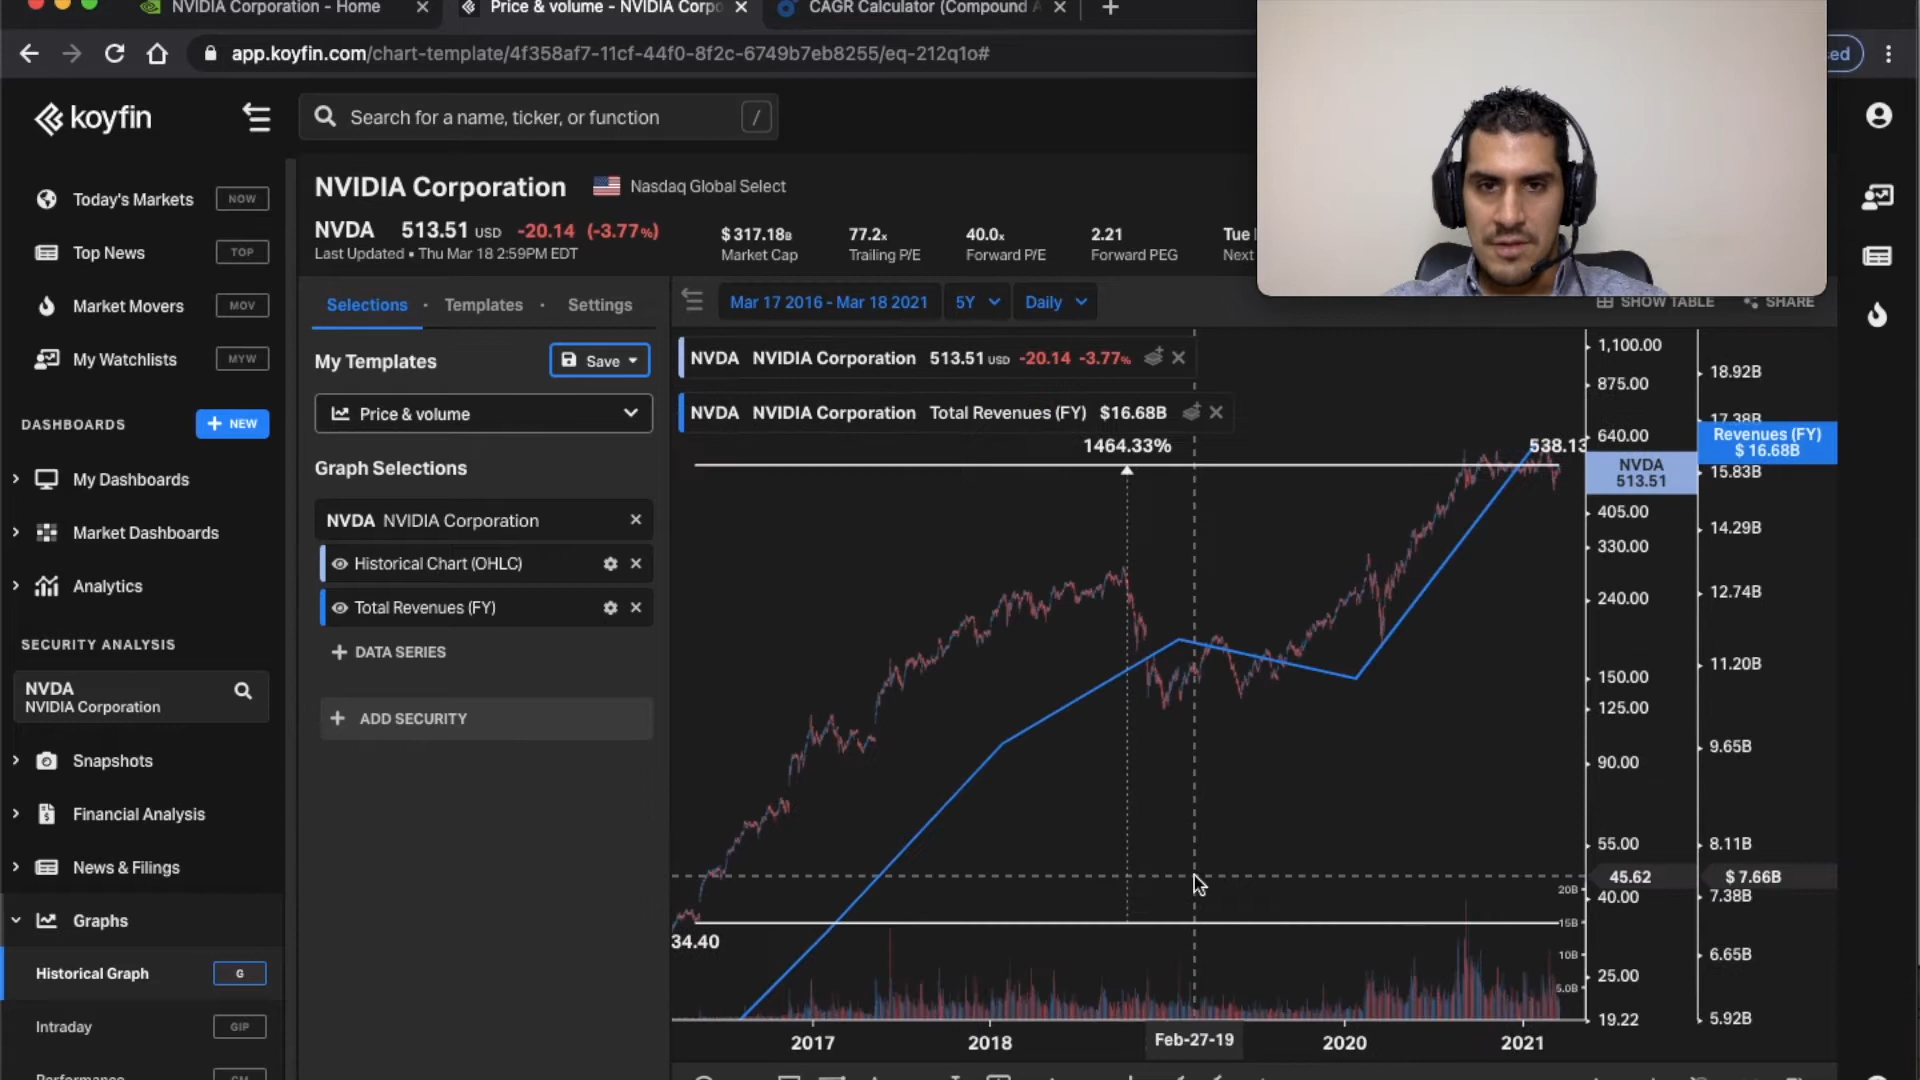 NVIDIA Corporation - Home
Price & volume - NVIDIA Corpo
CAGR Calculator (Compound A
app.koyfin.com/chart-template/4f358af7-11cf-44f0-8f2c-6749b7eb8255/eq-212q1o#
ed
koyfin
Search for a name, ticker, or function
/
Today's Markets NOW
Top News TOP
Market Movers MOV
My Watchlists MYW
DASHBOARDS
+ NEW
My Dashboards
Market Dashboards
Analytics
SECURITY ANALYSIS
NVDA
NVIDIA Corporation
Snapshots
Financial Analysis
News & Filings
Graphs
Historical Graph G
Intraday GIP
NVIDIA Corporation Nasdaq Global Select
NVDA 513.51 USD -20.14 (-3.77%)
Last Updated • Thu Mar 18 2:59PM EDT
$ 317.18B
Market Cap
77.2x
Trailing P/E
40.0x
Forward P/E
2.21
Forward PEG
Tue
Next
Selections · Templates · Settings
My Templates
Save
Price & volume
Graph Selections
NVDA NVIDIA Corporation
Historical Chart (OHLC)
Total Revenues (FY)
+ DATA SERIES
+ ADD SECURITY
Mar 17 2016 - Mar 18 2021
5Y
Daily
SHOW TABLE
SHARE
NVDA NVIDIA Corporation 513.51 USD -20.14 -3.77%
NVDA NVIDIA Corporation Total Revenues (FY) $16.68B
1464.33%
538.13
34.40
1,100.00
875.00
640.00
NVDA
513.51
405.00
330.00
240.00
150.00
125.00
90.00
55.00
45.62
40.00
25.00
19.22
18.92B
17.38B
Revenues (FY)
$ 16.68B
15.83B
14.29B
12.74B
11.20B
9.65B
8.11B
$ 7.66B
7.38B
6.65B
5.92B
20B
15B
10B
5.0B
2017
2018
Feb-27-19
2020
2021